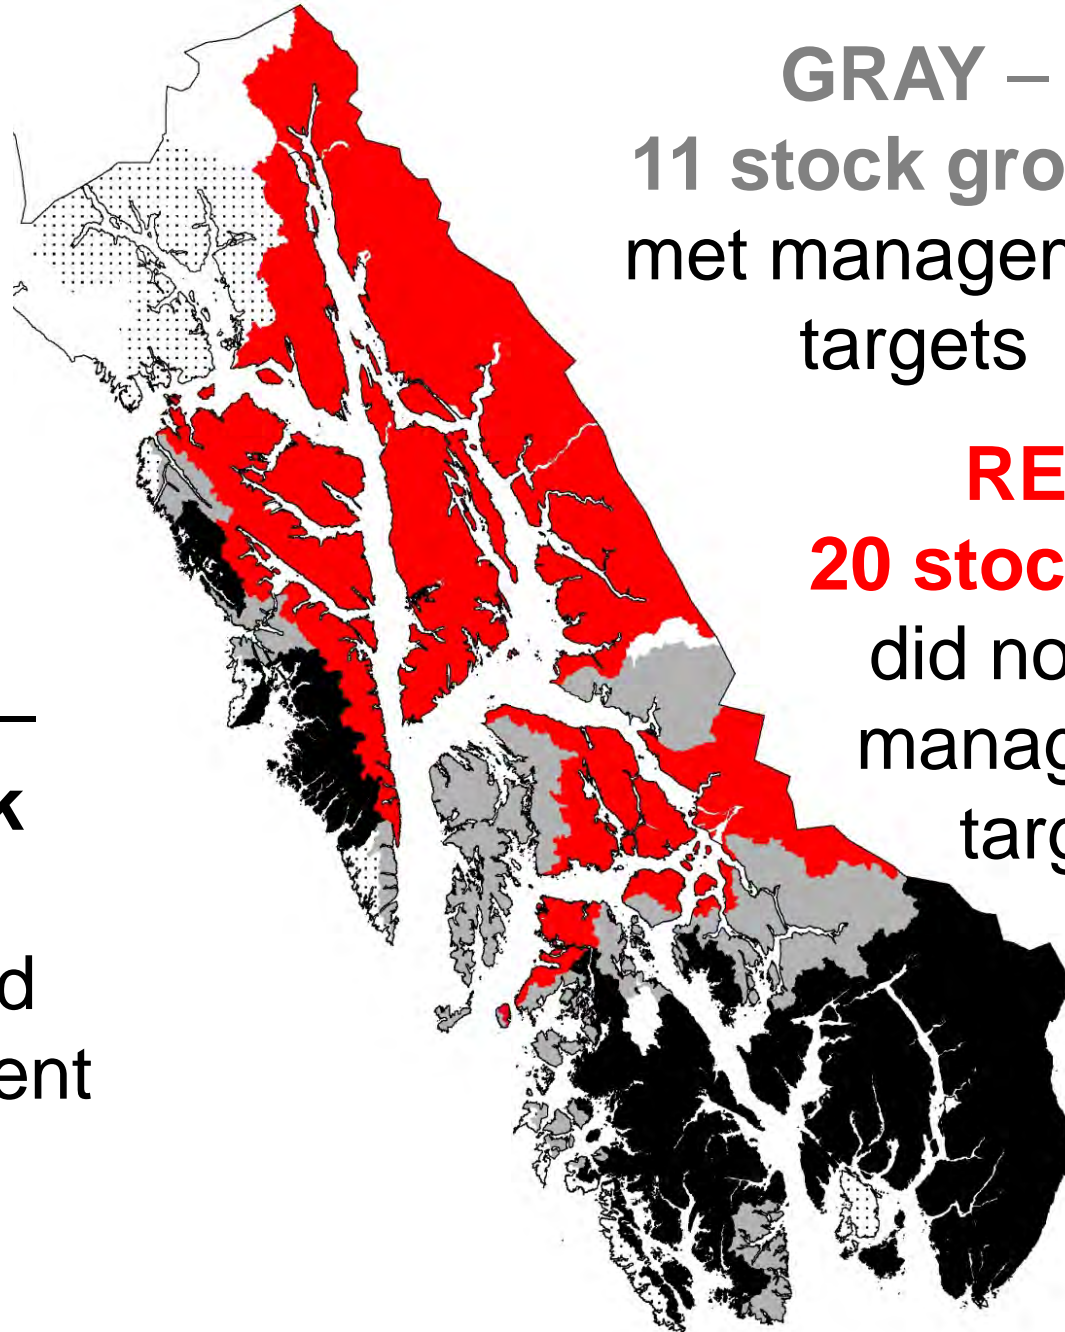 GRAY –
11 stock gro
met managem
targets
RE
20 stoc
did no
manag
targ
–
k
d
ent